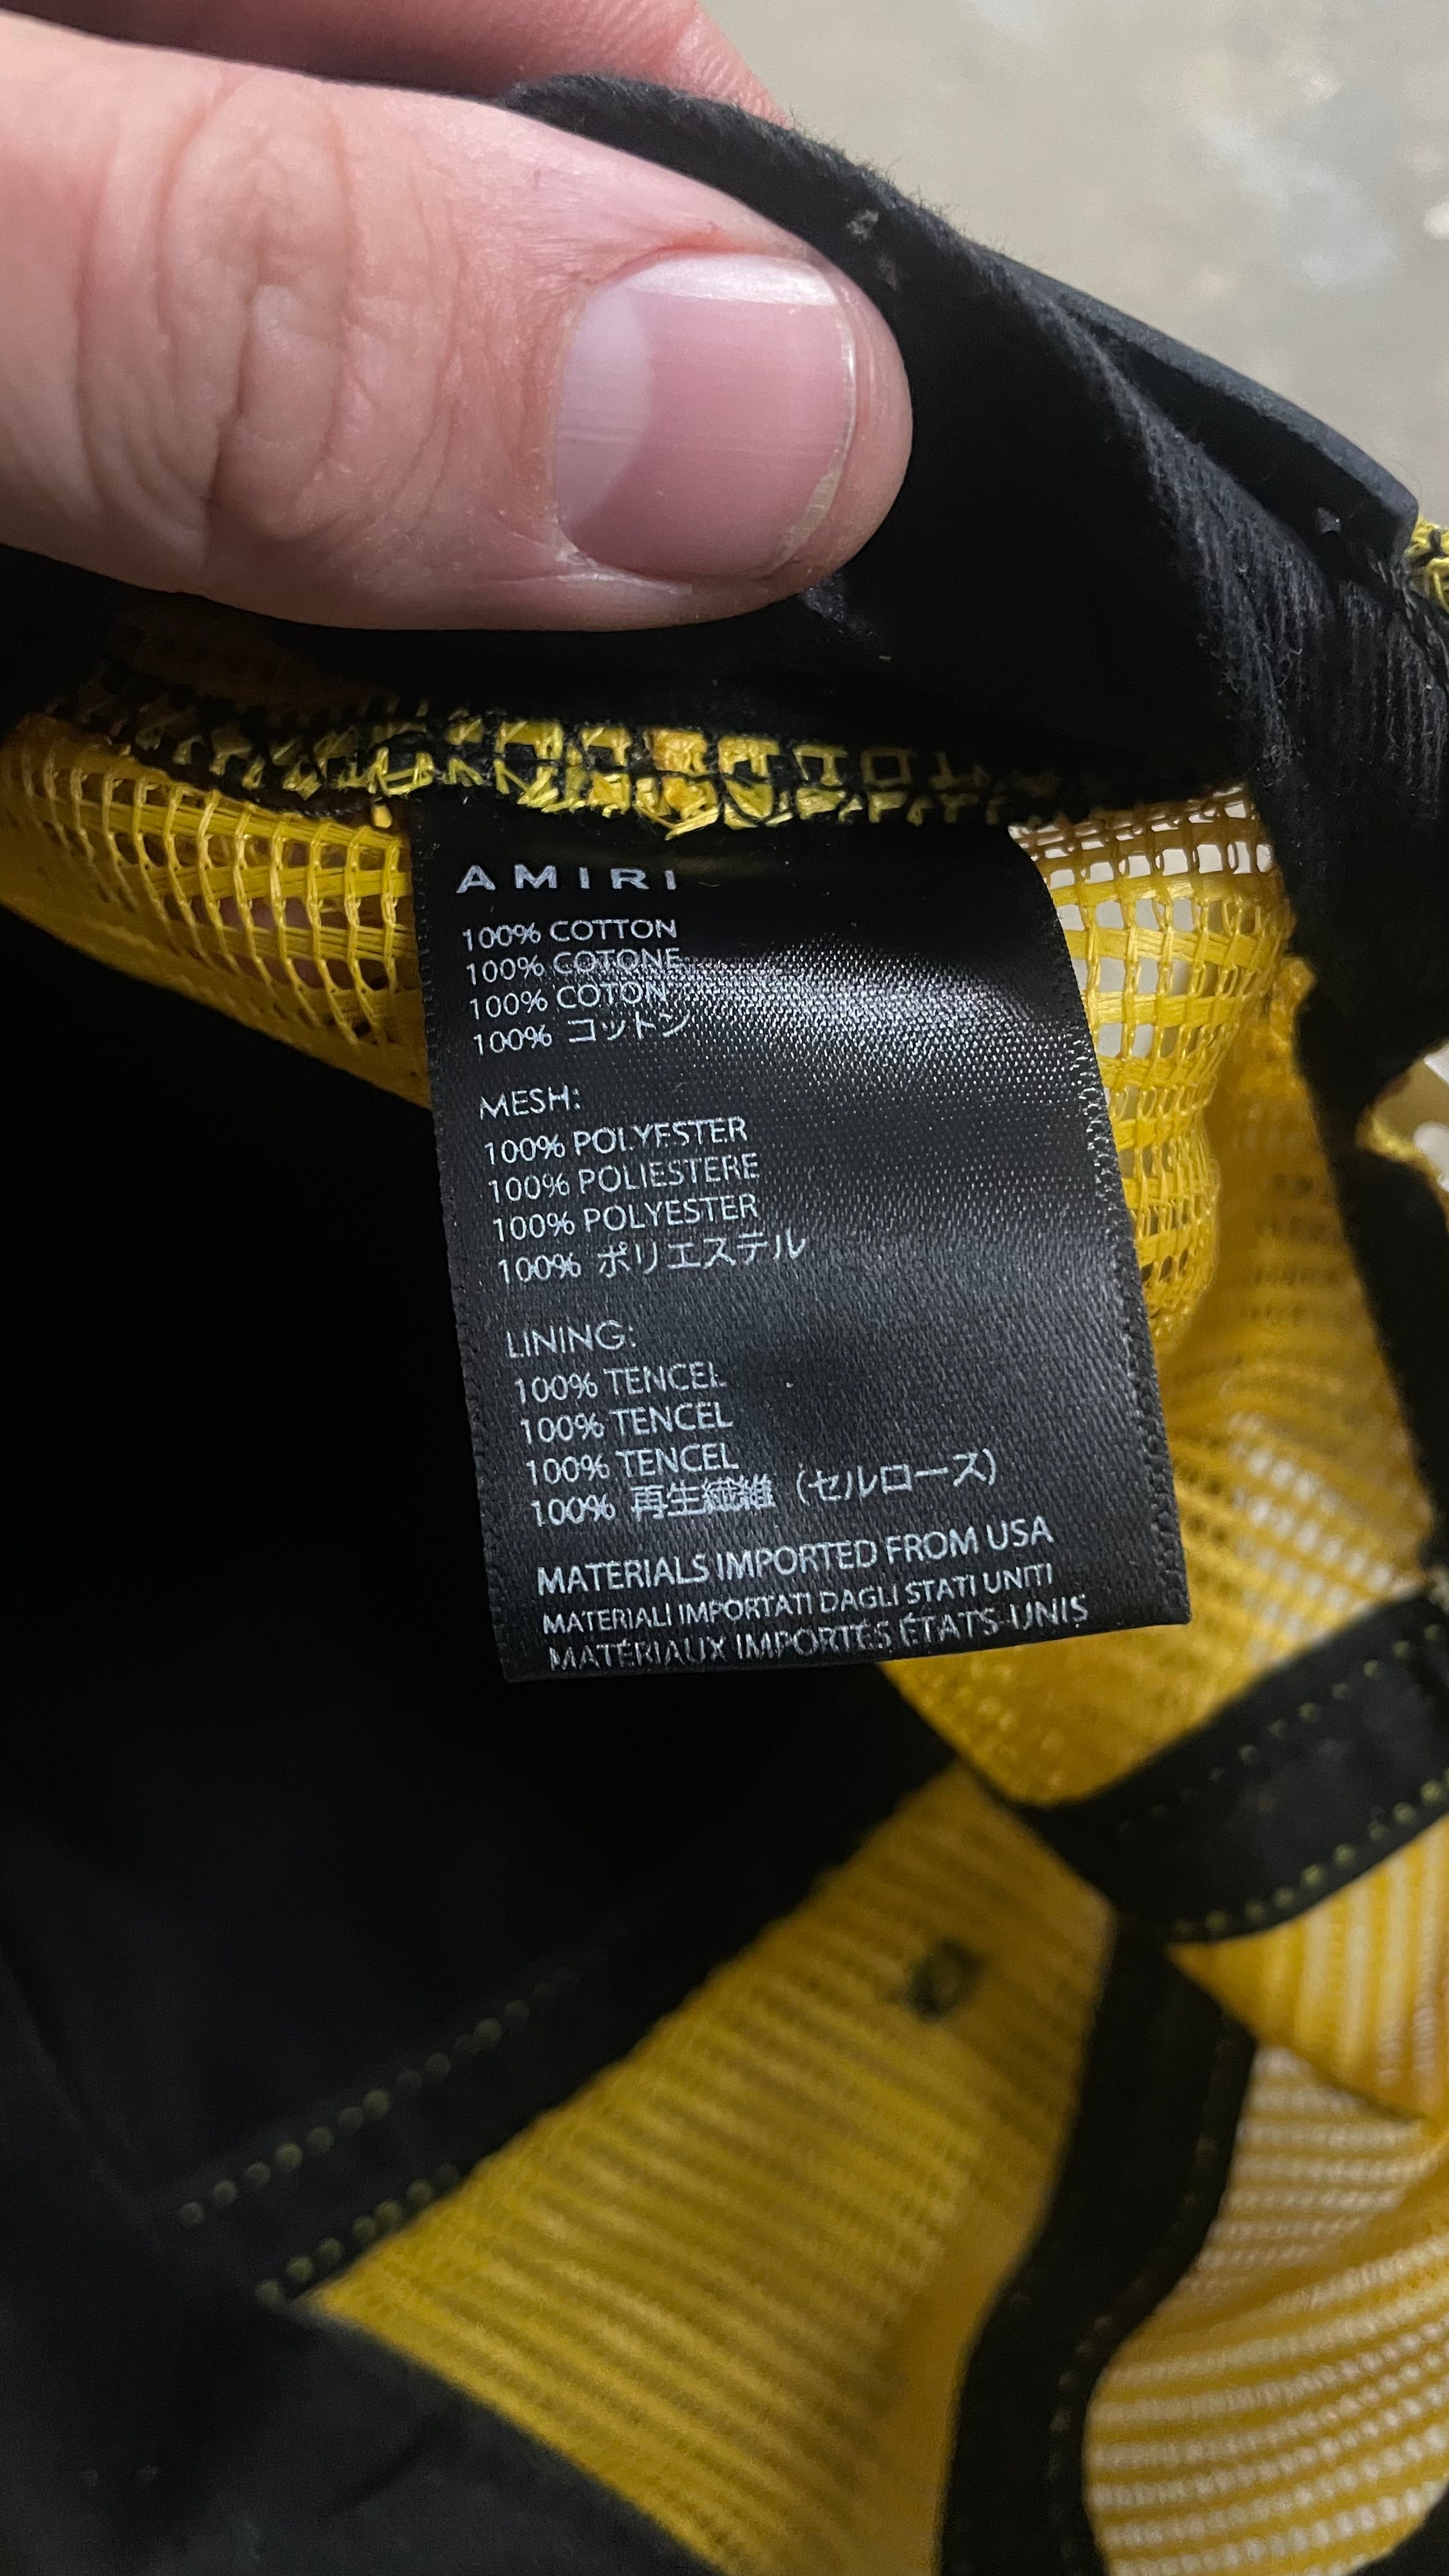 AMIRI
100% COTTON
100% COTONE
100% COTON
100% コットン
MESH:
100% POLYESTER
100% POLIESTERE
100% POLYESTER
100% ポリエステル
LINING:
100% TENCEL
100% TENCEL
100% TENCEL
100% 再生繊維（セルロース）
MATERIALS IMPORTED FROM USA
MATERIALI IMPORTATI DAGLI STATI UNITI
MATÉRIAUX IMPORTÉS ÉTATS-UNIS